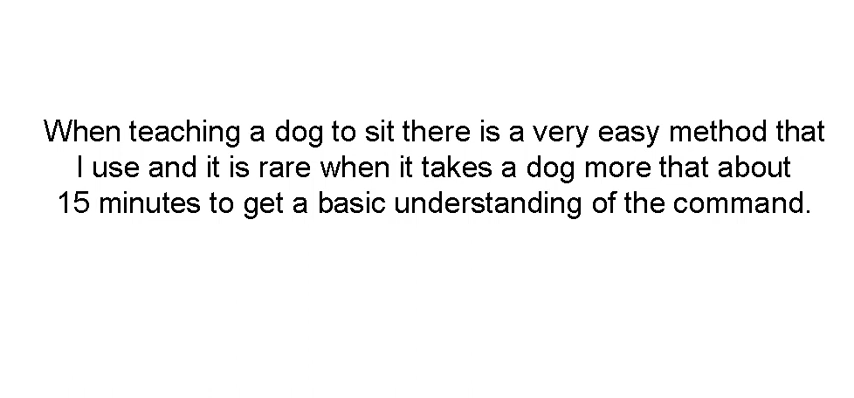 When teaching a dog to sit there is a very easy method that
I use and it is rare when it takes a dog more that about
15 minutes to get a basic understanding of the command.